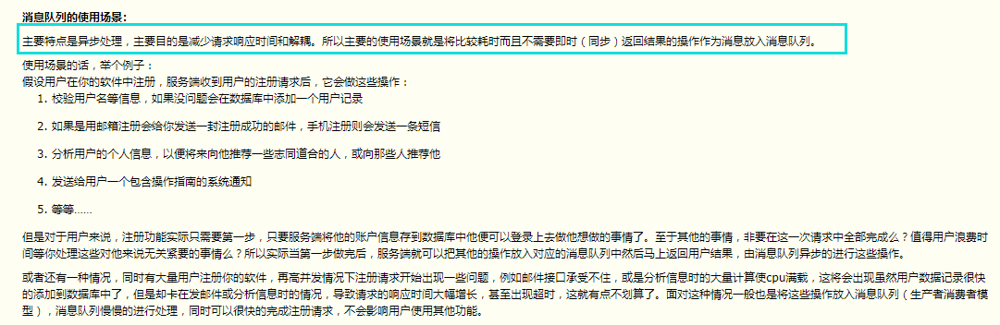 消息队列的使用场景：
主要特点是异步处理，主要目的是减少请求响应时间和解耦。所以主要的使用场景就是将比较耗时而且不需要即时（同步）返回结果的操作作为消息放入消息队列。
使用场景的话，举个例子：
假设用户在你的软件中注册，服务端收到用户的注册请求后，它会做这些操作：
1. 校验用户名等信息，如果没问题会在数据库中添加一个用户记录
2. 如果是用邮箱注册会给你发送一封注册成功的邮件，手机注册则会发送一条短信
3. 分析用户的个人信息，以便将来向他推荐一些志同道合的人，或向那些人推荐他
4. 发送给用户一个包含操作指南的系统通知
5. 等等……
但是对于用户来说，注册功能实际只需要第一步，只要服务端将他的账户信息存到数据库中他便可以登录上去做他想做的事情了。至于其他的事情，非要在这一次请求中全部完成么？值得用户浪费时
间等你处理这些对他来说无关紧要的事情么？所以实际当第一步做完后，服务端就可以把其他的操作放入对应的消息队列中然后马上返回用户结果，由消息队列异步的进行这些操作。
或者还有一种情况，同时有大量用户注册你的软件，再高并发情况下注册请求开始出现一些问题，例如邮件接口承受不住，或是分析信息时的大量计算使cpu满载，这将会出现虽然用户数据记录很快
的添加到数据库中了，但是却卡在发邮件或分析信息时的情况，导致请求的响应时间大幅增长，甚至出现超时，这就有点不划算了。面对这种情况一般也是将这些操作放入消息队列（生产者消费者模
型），消息队列慢慢的进行处理，同时可以很快的完成注册请求，不会影响用户使用其他功能。